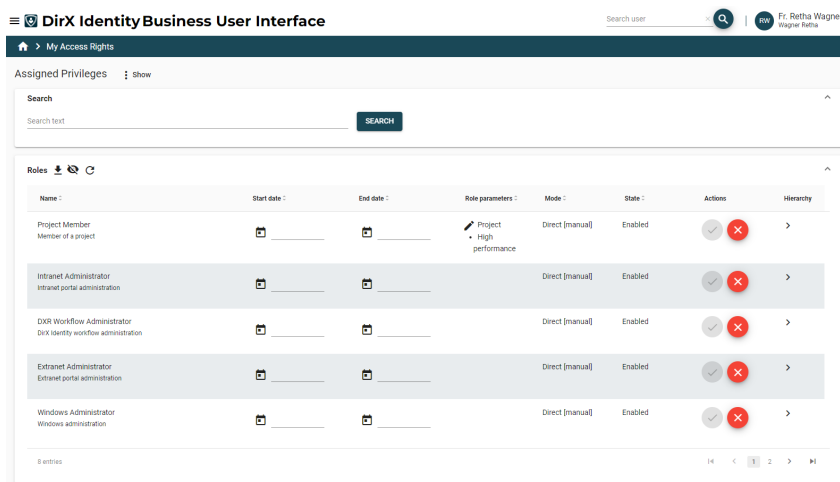 DirX Identity Business User Interface
Search user
RW
Fr. Retha Wagner
Wagner Retha
My Access Rights
Assigned Privileges
Show
Search
Search text
SEARCH
Roles
Name Start date End date Role parameters Mode State Actions Hierarchy
Project Member Project Direct [manual] Enabled
Member of a project • High
performance
Intranet Administrator Direct [manual] Enabled
Intranet portal administration
DXR Workflow Administrator Direct [manual] Enabled
DirX Identity workflow administration
Extranet Administrator Direct [manual] Enabled
Extranet portal administration
Windows Administrator Direct [manual] Enabled
Windows administration
8 entries 1 2